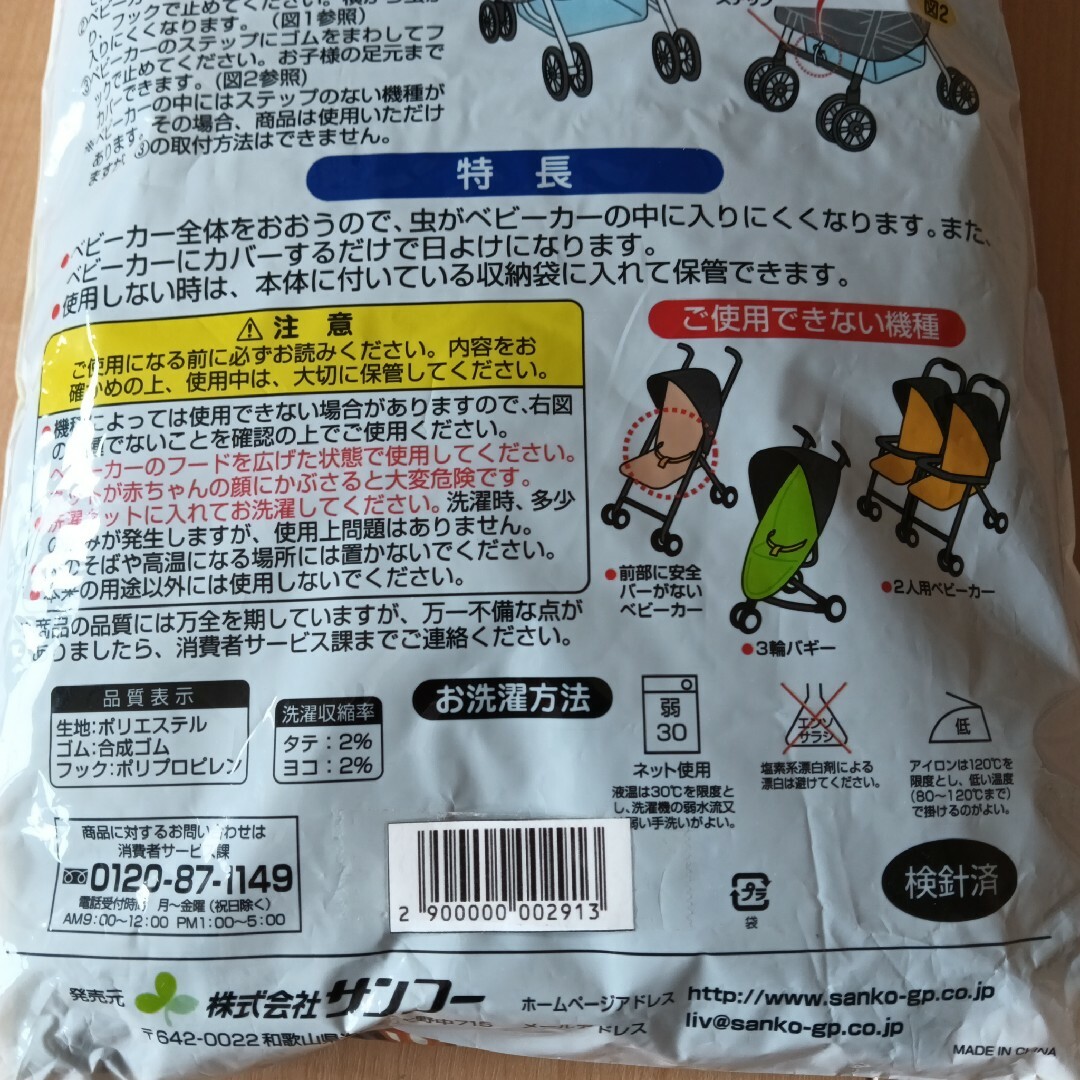 フックで止めてください。
入りにくくなります。(図1参照)
ベビーカーのステップにゴムをまわしてフ
ックで止めてください。お子様の足元まで
カバーできます。(図2参照)
※ベビーカーの中にはステップのない機種が
あります。その場合、商品は使用いただけ
ますが③の取付方法はできません。
ステップ
図2
特長
●ベビーカー全体をおおうので、虫がベビーカーの中に入りにくくなります。また、
ベビーカーにカバーするだけで日よけになります。
●使用しない時は、本体に付いている収納袋に入れて保管できます。
⚠注意
ご使用になる前に必ずお読みください。内容をお
確かめの上、使用中は、大切に保管してください。
●機種によっては使用できない場合がありますので、右図
でないことを確認の上でご使用ください。
ベビーカーのフードを広げた状態で使用してください。
が赤ちゃんの顔にかぶさると大変危険です。
●洗濯ネットに入れてお洗濯してください。洗濯時、多少
が発生しますが、使用上問題はありません。
のそばや高温になる場所には置かないでください。
●本来の用途以外には使用しないでください。
商品の品質には万全を期していますが、万一不備な点が
ありましたら、消費者サービス課までご連絡ください。
ご使用できない機種
●前部に安全
バーがない
ベビーカー
●3輪バギー
●2人用ベビーカー
品質表示
生地:ポリエステル
ゴム:合成ゴム
フック:ポリプロピレン
洗濯収縮率
タテ:2%
ヨコ:2%
お洗濯方法
弱
30
ネット使用
液温は30℃を限度と
し、洗濯機の弱水流又
弱い手洗いがよい。
エンソ
サラシ
塩素系漂白剤による
漂白は避けてください。
低
アイロンは120℃を
限度とし、低い温度
(80〜120℃まで)
で掛けるのがよい。
商品に対するお問い合わせは
消費者サービス課
0120-87-1149
電話受付時間 月〜金曜(祝日除く)
AM9:00〜12:00 PM1:00〜5:00
2 900000 002913
プラ
袋
検針済
発売元 株式会社サンコー
〒642-0022 和歌山県
野中715
ホームページアドレス http://www.sanko-gp.co.jp
メールアドレス liv@sanko-gp.co.jp
MADE IN CHINA